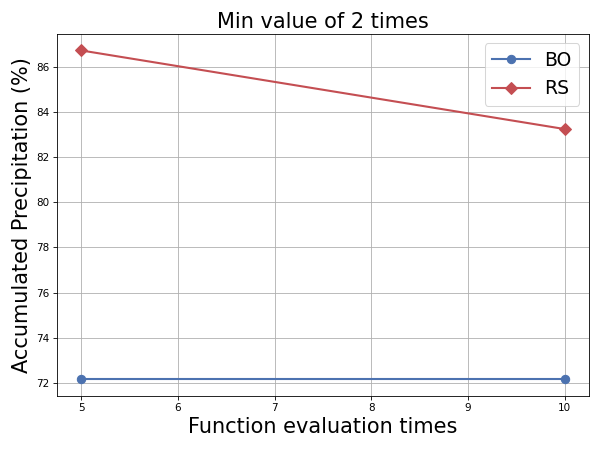 Min value of 2 times
Accumulated Precipitation (%)
86
84
82
80
78
76
74
72
BO
RS
5 6 7 8 9 10
Function evaluation times